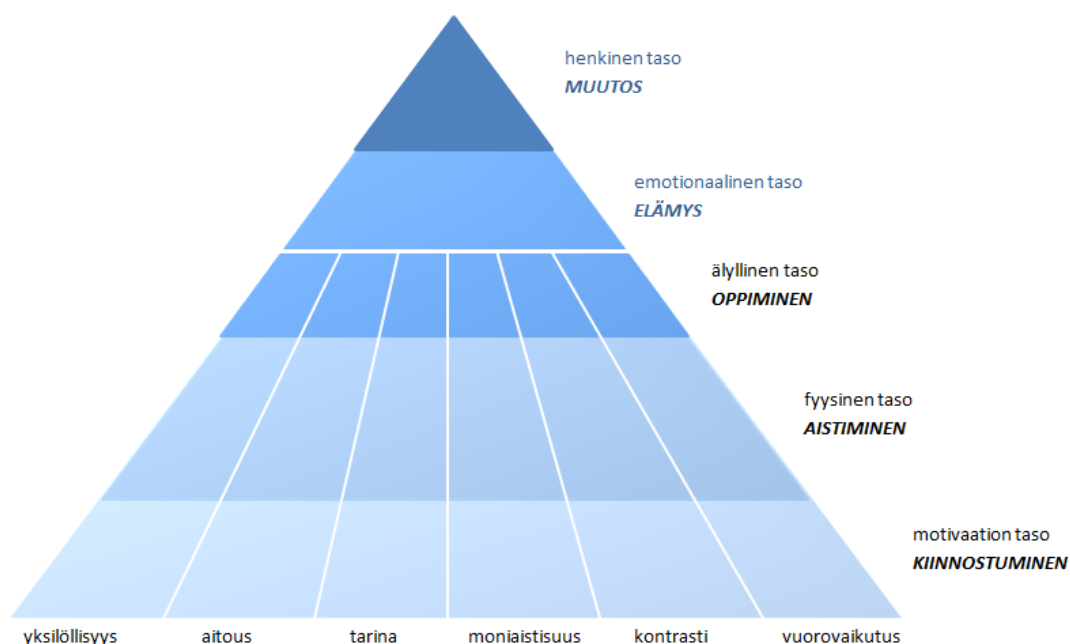 henkinen taso
MUUTOS
emotionaalinen taso
ELÄMYS
älyllinen taso
OPPIMINEN
fyysinen taso
AISTIMINEN
motivaation taso
KIINNOSTUMINEN
yksilöllisyys aitous tarina moniaistisuus kontrasti vuorovaikutus